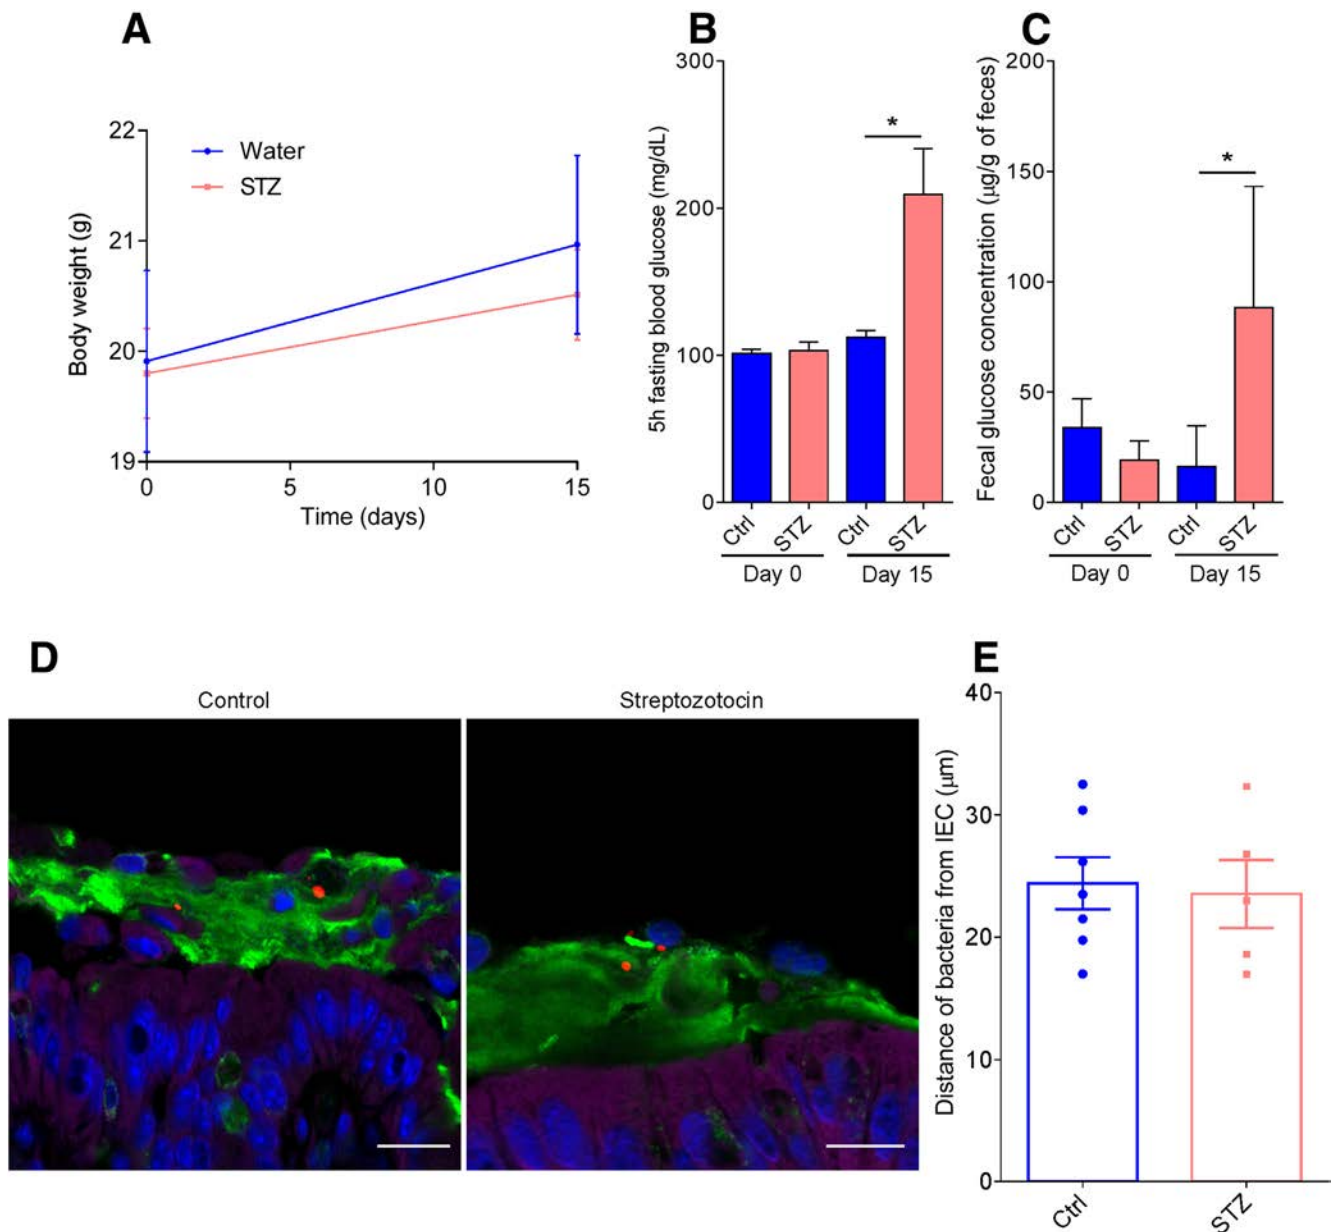 A
Body weight (g)
22
21
20
19
0
5
10
15
Time (days)
Water
STZ
B
5h fasting blood glucose (mg/dL)
300
200
100
0
*
Ctrl
STZ
Ctrl
STZ
Day 0
Day 15
C
Fecal glucose concentration (µg/g of feces)
200
150
100
50
0
*
Ctrl
STZ
Ctrl
STZ
Day 0
Day 15
D
Control
Streptozotocin
E
Distance of bacteria from IEC (µm)
40
30
20
10
0
Ctrl
STZ